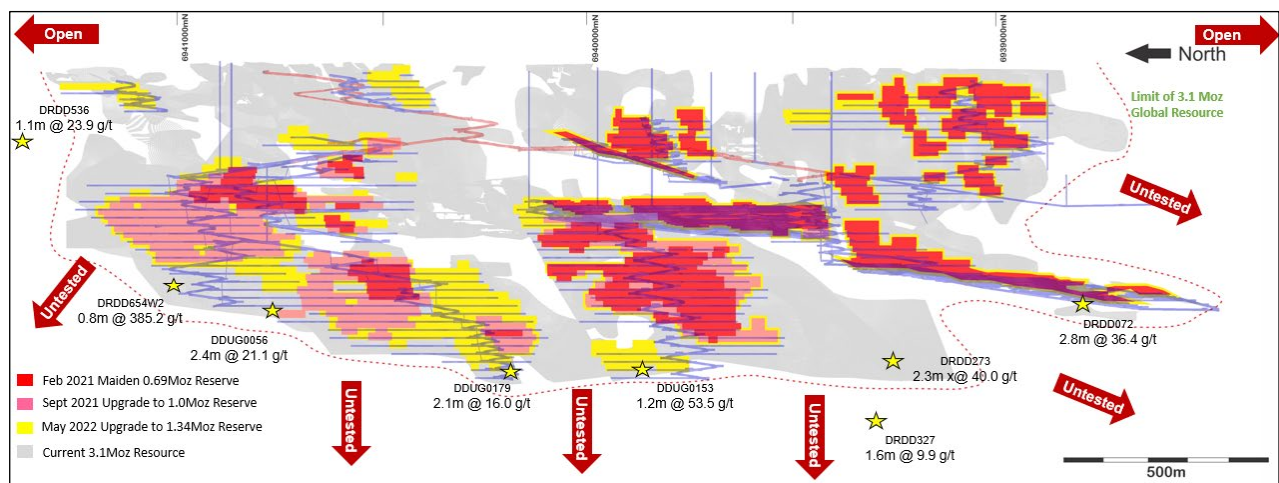 Open
6941000mN
6940000mN
6939000mN
Open
North
Limit of 3.1 Moz
Global Resource
DRDD536
1.1m @ 23.9 g/t
Untested
Untested
DRDD654W2
0.8m @ 385.2 g/t
DDUG0056
2.4m @ 21.1 g/t
DRDD072
2.8m @ 36.4 g/t
DRDD273
2.3m x@ 40.0 g/t
DDUG0179
2.1m @ 16.0 g/t
DDUG0153
1.2m @ 53.5 g/t
Untested
Untested
Untested
Untested
DRDD327
1.6m @ 9.9 g/t
Feb 2021 Maiden 0.69Moz Reserve
Sept 2021 Upgrade to 1.0Moz Reserve
May 2022 Upgrade to 1.34Moz Reserve
Current 3.1Moz Resource
500m